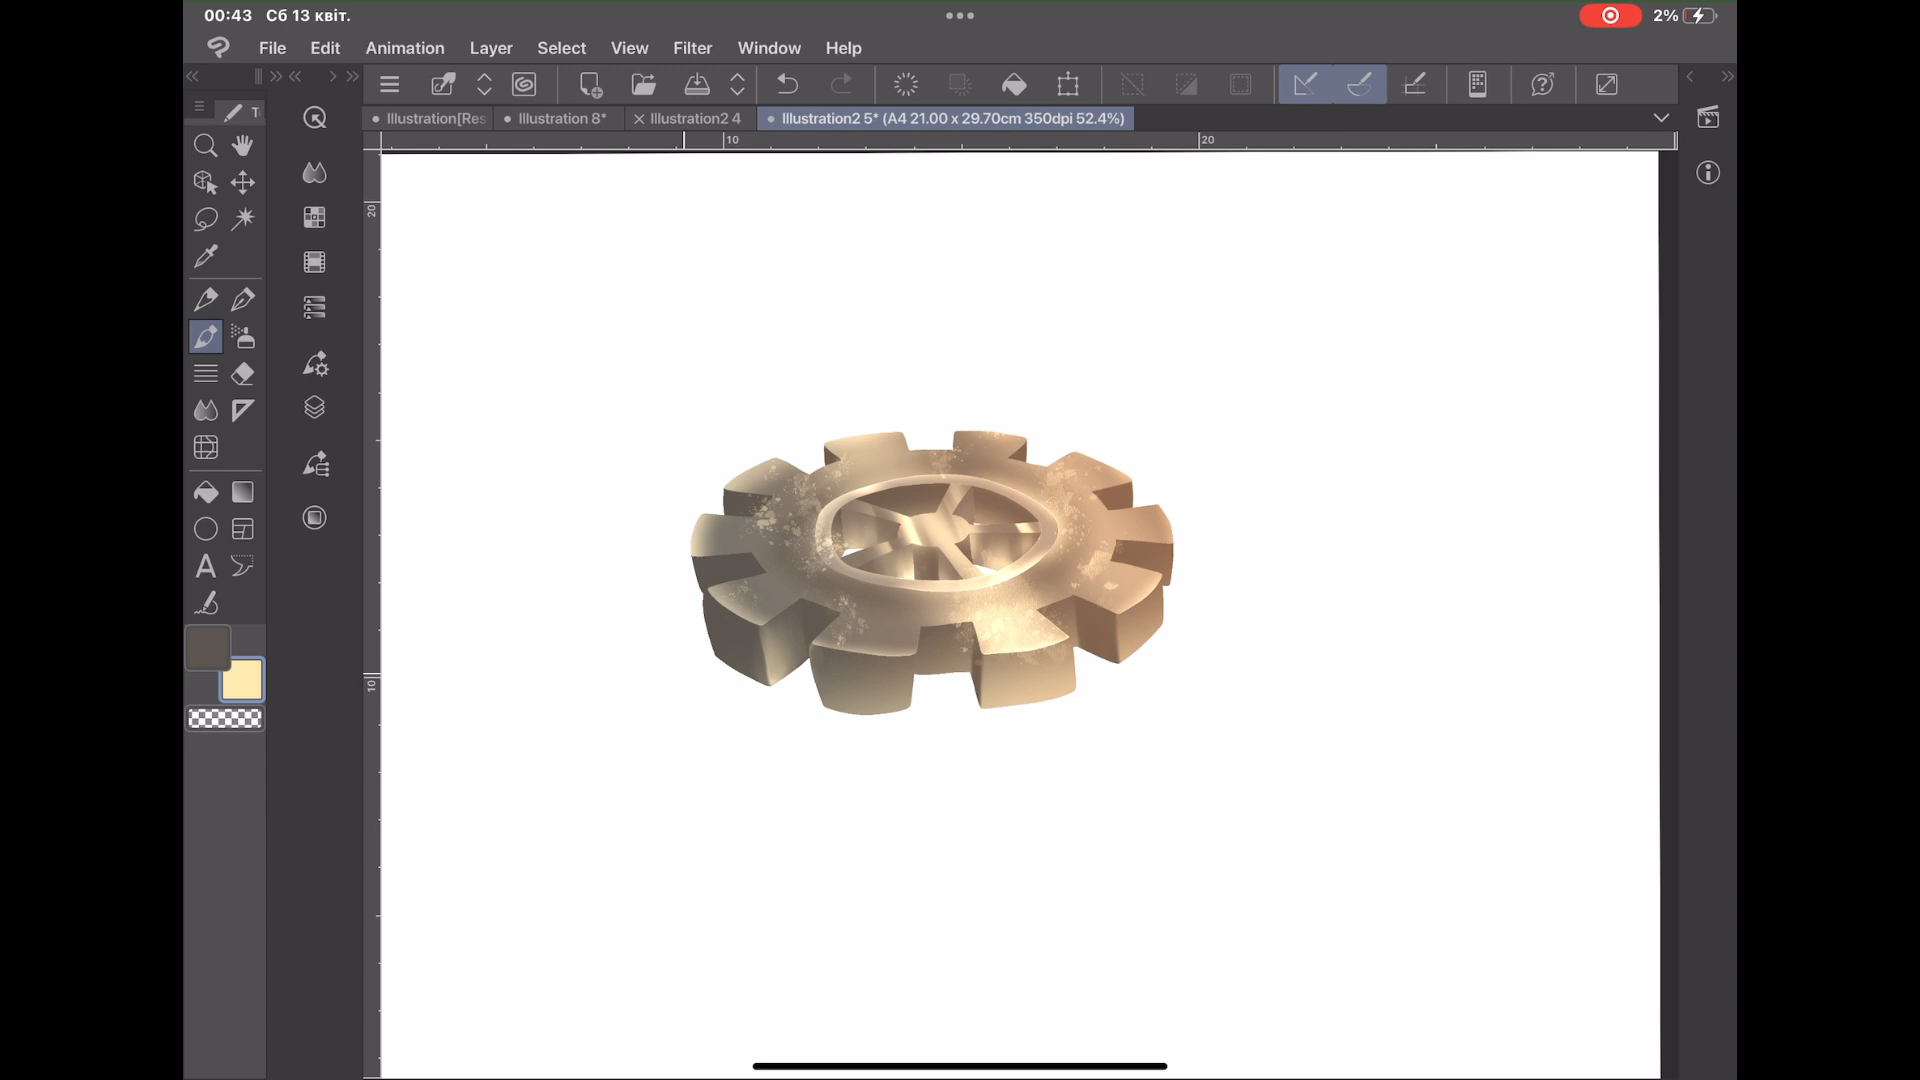 00:43 Сб 13 квіт.
2%
File Edit Animation Layer Select View Filter Window Help
Illustration[Res
Illustration 8*
Illustration2 4
Illustration2 5* (A4 21.00 x 29.70cm 350dpi 52.4%)
10
20
20
10